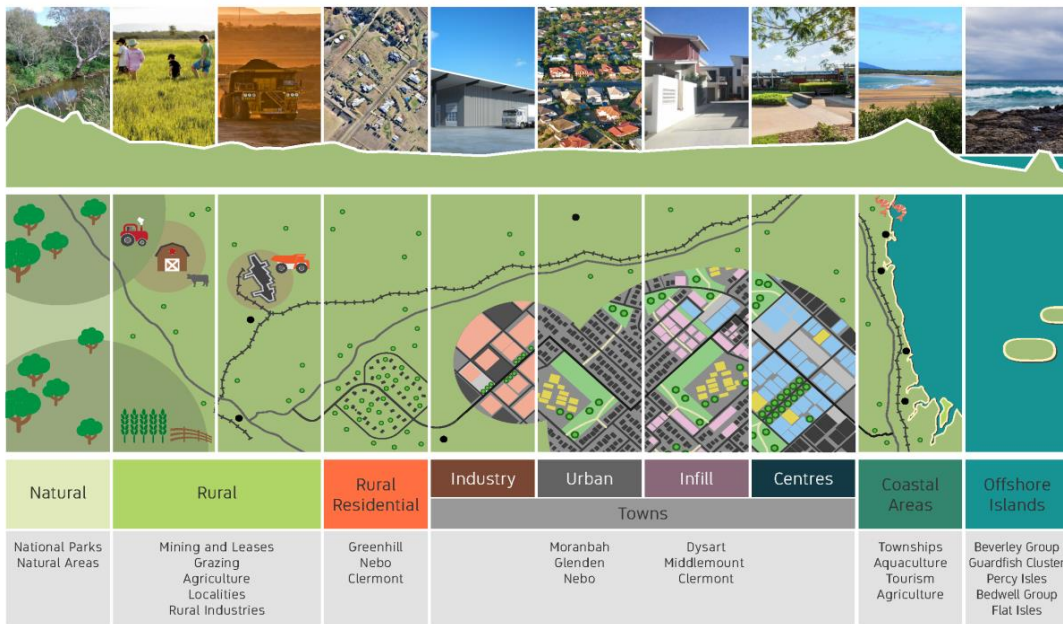 Natural
Rural
Rural
Residential
Industry
Urban
Infill
Centres
Towns
Coastal
Areas
Offshore
Islands
National Parks
Natural Areas
Mining and Leases
Grazing
Agriculture
Localities
Rural Industries
Greenhill
Nebo
Clermont
Moranbah
Glenden
Nebo
Dysart
Middlemount
Clermont
Townships
Aquaculture
Tourism
Agriculture
Beverley Group
Guardfish Cluster
Percy Isles
Bedwell Group
Flat Isles